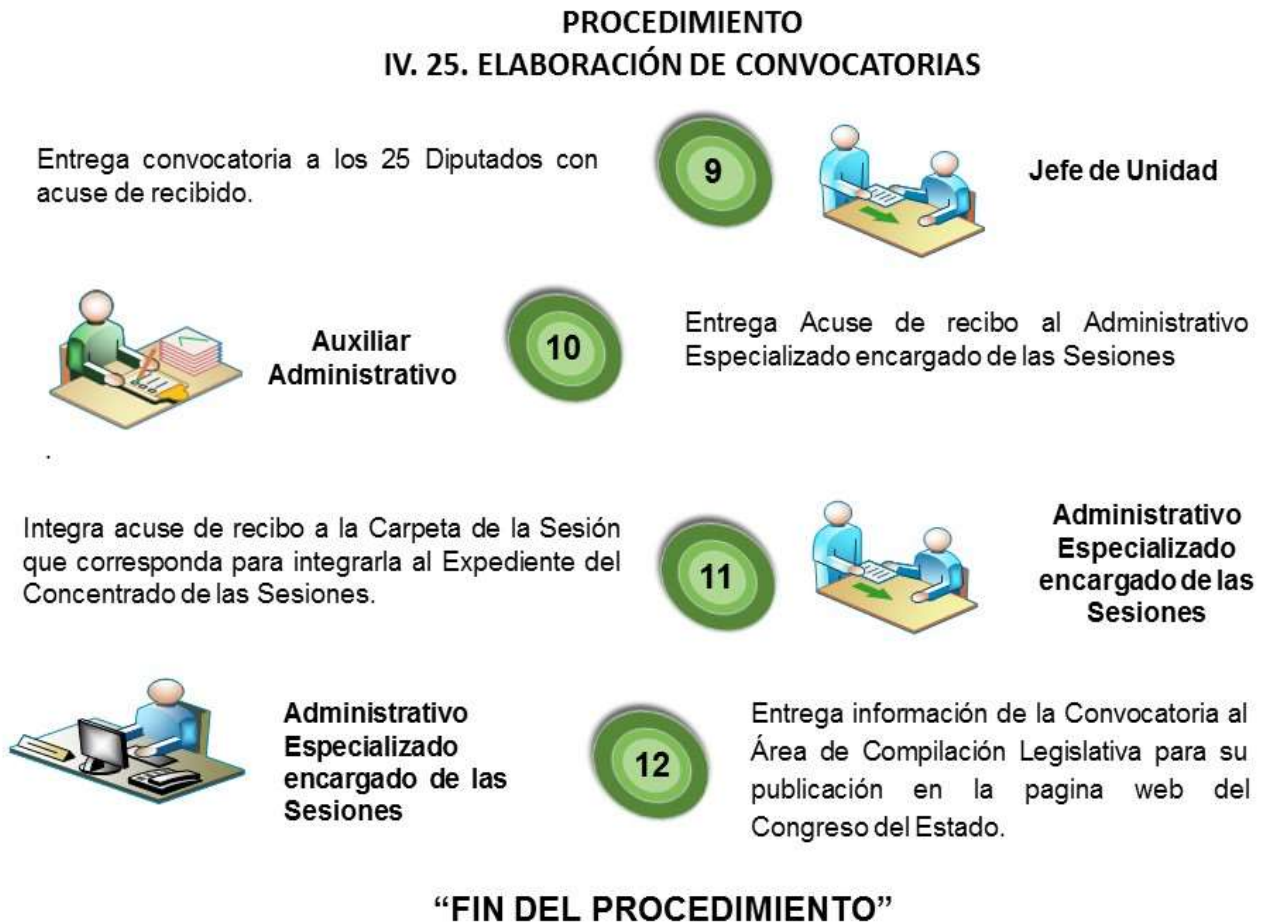 PROCEDIMIENTO
IV. 25. ELABORACIÓN DE CONVOCATORIAS
Entrega convocatoria a los 25 Diputados con
acuse de recibido.
9
Jefe de Unidad
Auxiliar
Administrativo
10
Entrega Acuse de recibo al Administrativo
Especializado encargado de las Sesiones
.
Integra acuse de recibo a la Carpeta de la Sesión
que corresponda para integrarla al Expediente del
Concentrado de las Sesiones.
11
Administrativo
Especializado
encargado de las
Sesiones
Administrativo
Especializado
encargado de las
Sesiones
12
Entrega información de la Convocatoria al
Área de Compilación Legislativa para su
publicación en la pagina web del
Congreso del Estado.
“FIN DEL PROCEDIMIENTO”